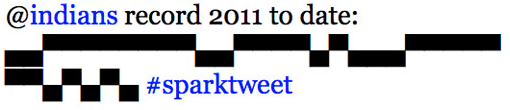 @indians record 2011 to date:
#sparktweet